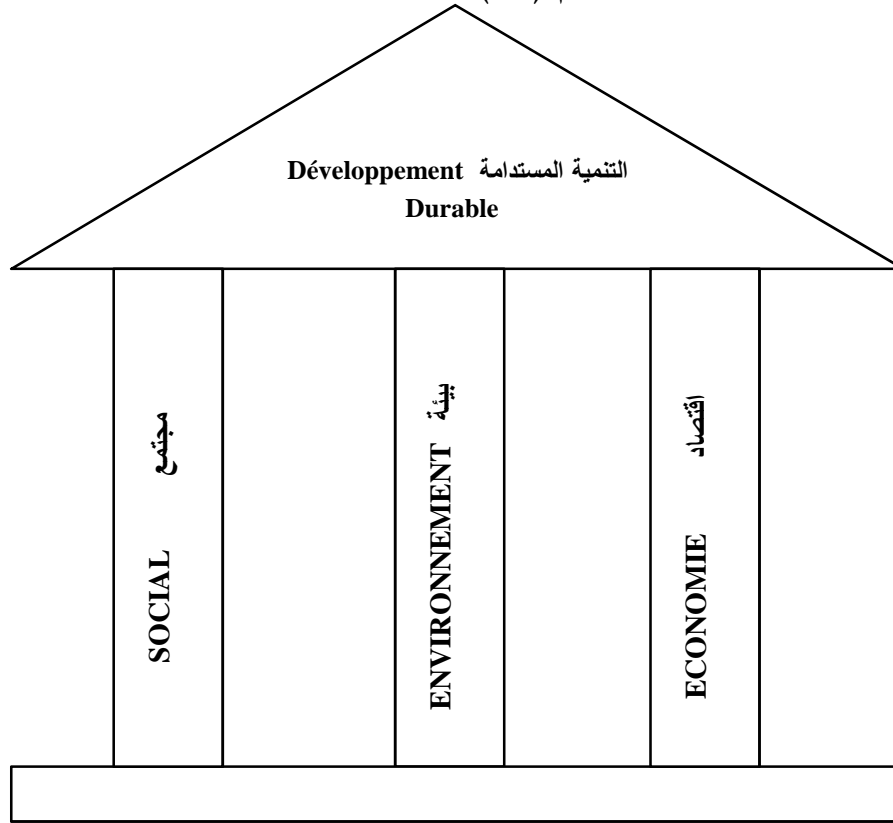 Développement التنمية المستدامة
Durable
SOCIAL مجتمع
ENVIRONNEMENT بيئة
ECONOMIE اقتصاد